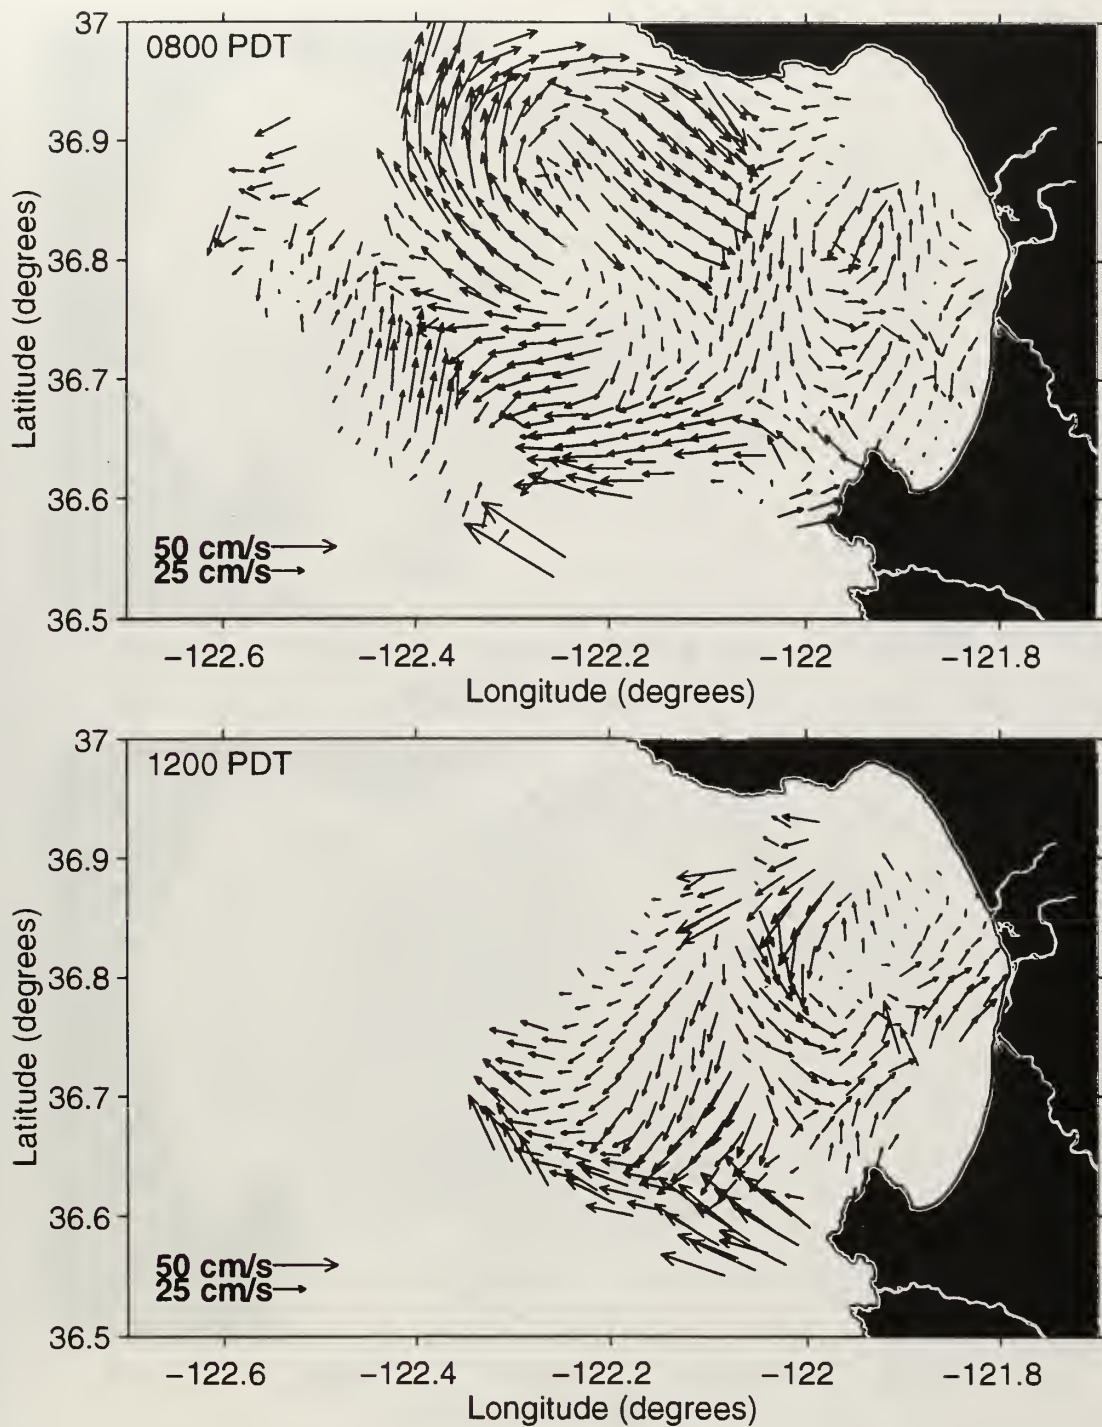 37
0800 PDT
36.9
36.8
36.7
36.6
36.5
50 cm/s
25 cm/s
Latitude (degrees)
−122.6
−122.4
−122.2
−122
−121.8
Longitude (degrees)
37
1200 PDT
36.9
36.8
36.7
36.6
36.5
50 cm/s
25 cm/s
Latitude (degrees)
−122.6
−122.4
−122.2
−122
−121.8
Longitude (degrees)